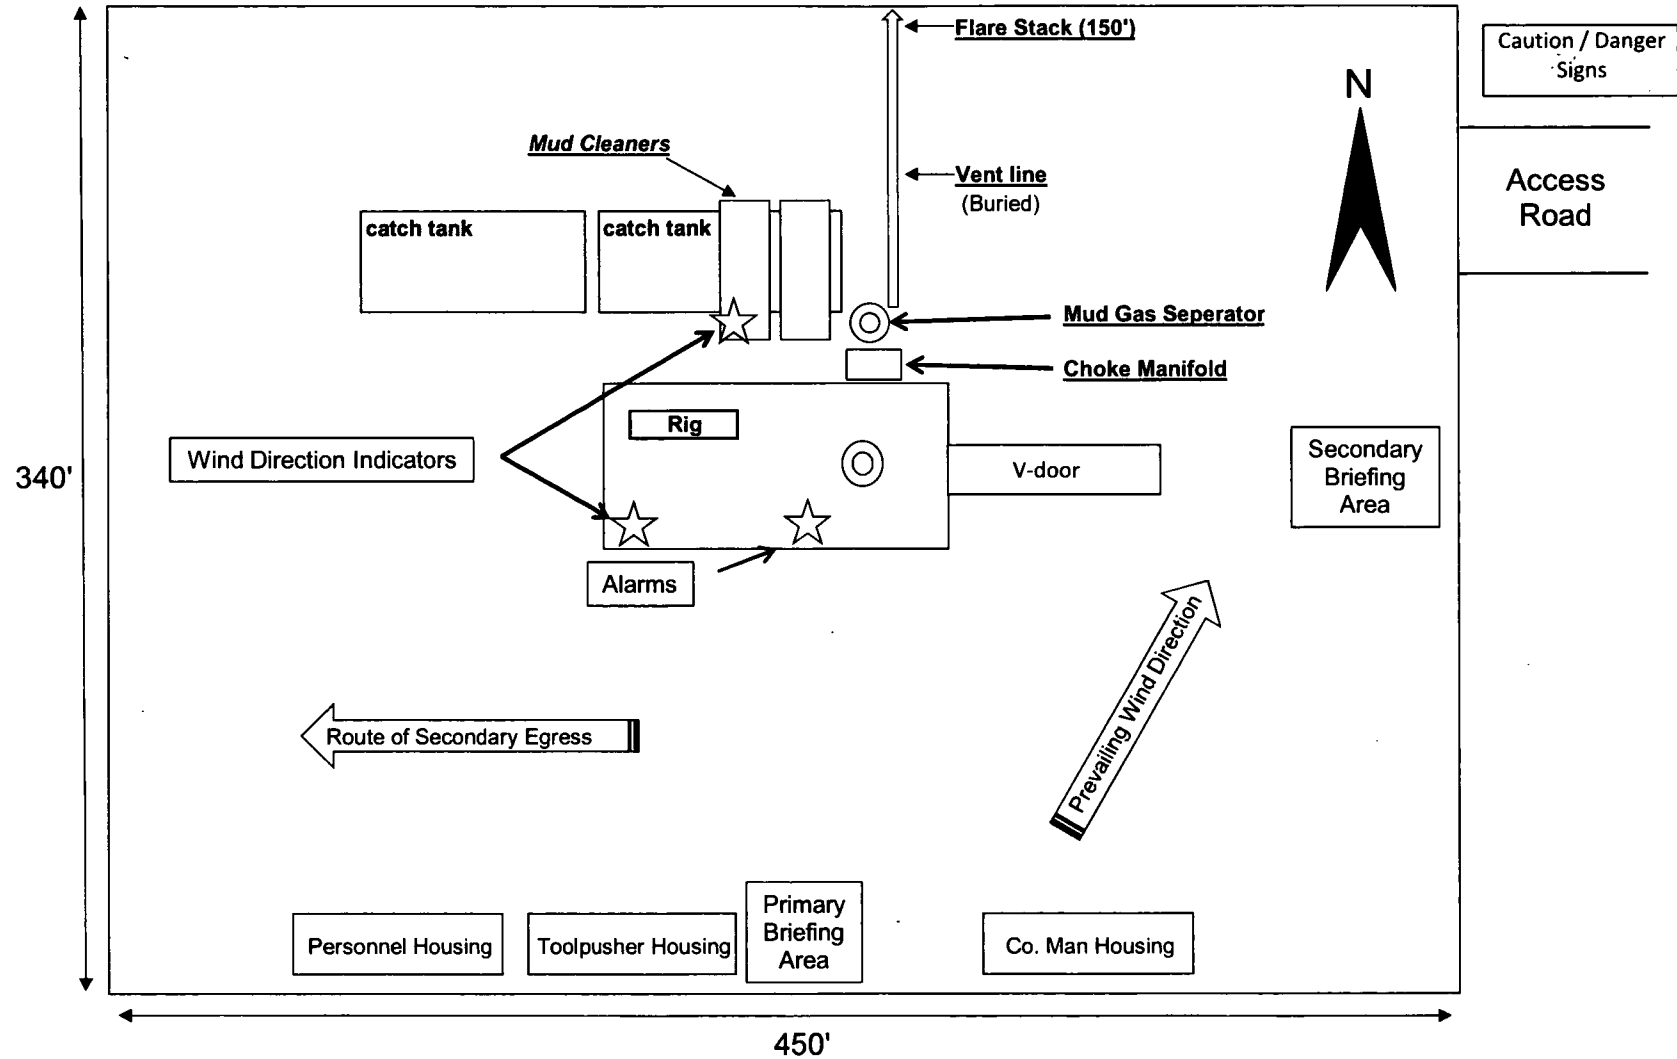 Flare Stack (150')
Caution / Danger
Signs
N
Mud Cleaners
Vent line
(Buried)
Access
Road
catch tank
catch tank
Mud Gas Seperator
Choke Manifold
Rig
Wind Direction Indicators
V-door
Secondary
Briefing
Area
340'
Alarms
Prevailing Wind Direction
Route of Secondary Egress
Primary
Briefing
Area
Personnel Housing
Toolpusher Housing
Co. Man Housing
450'